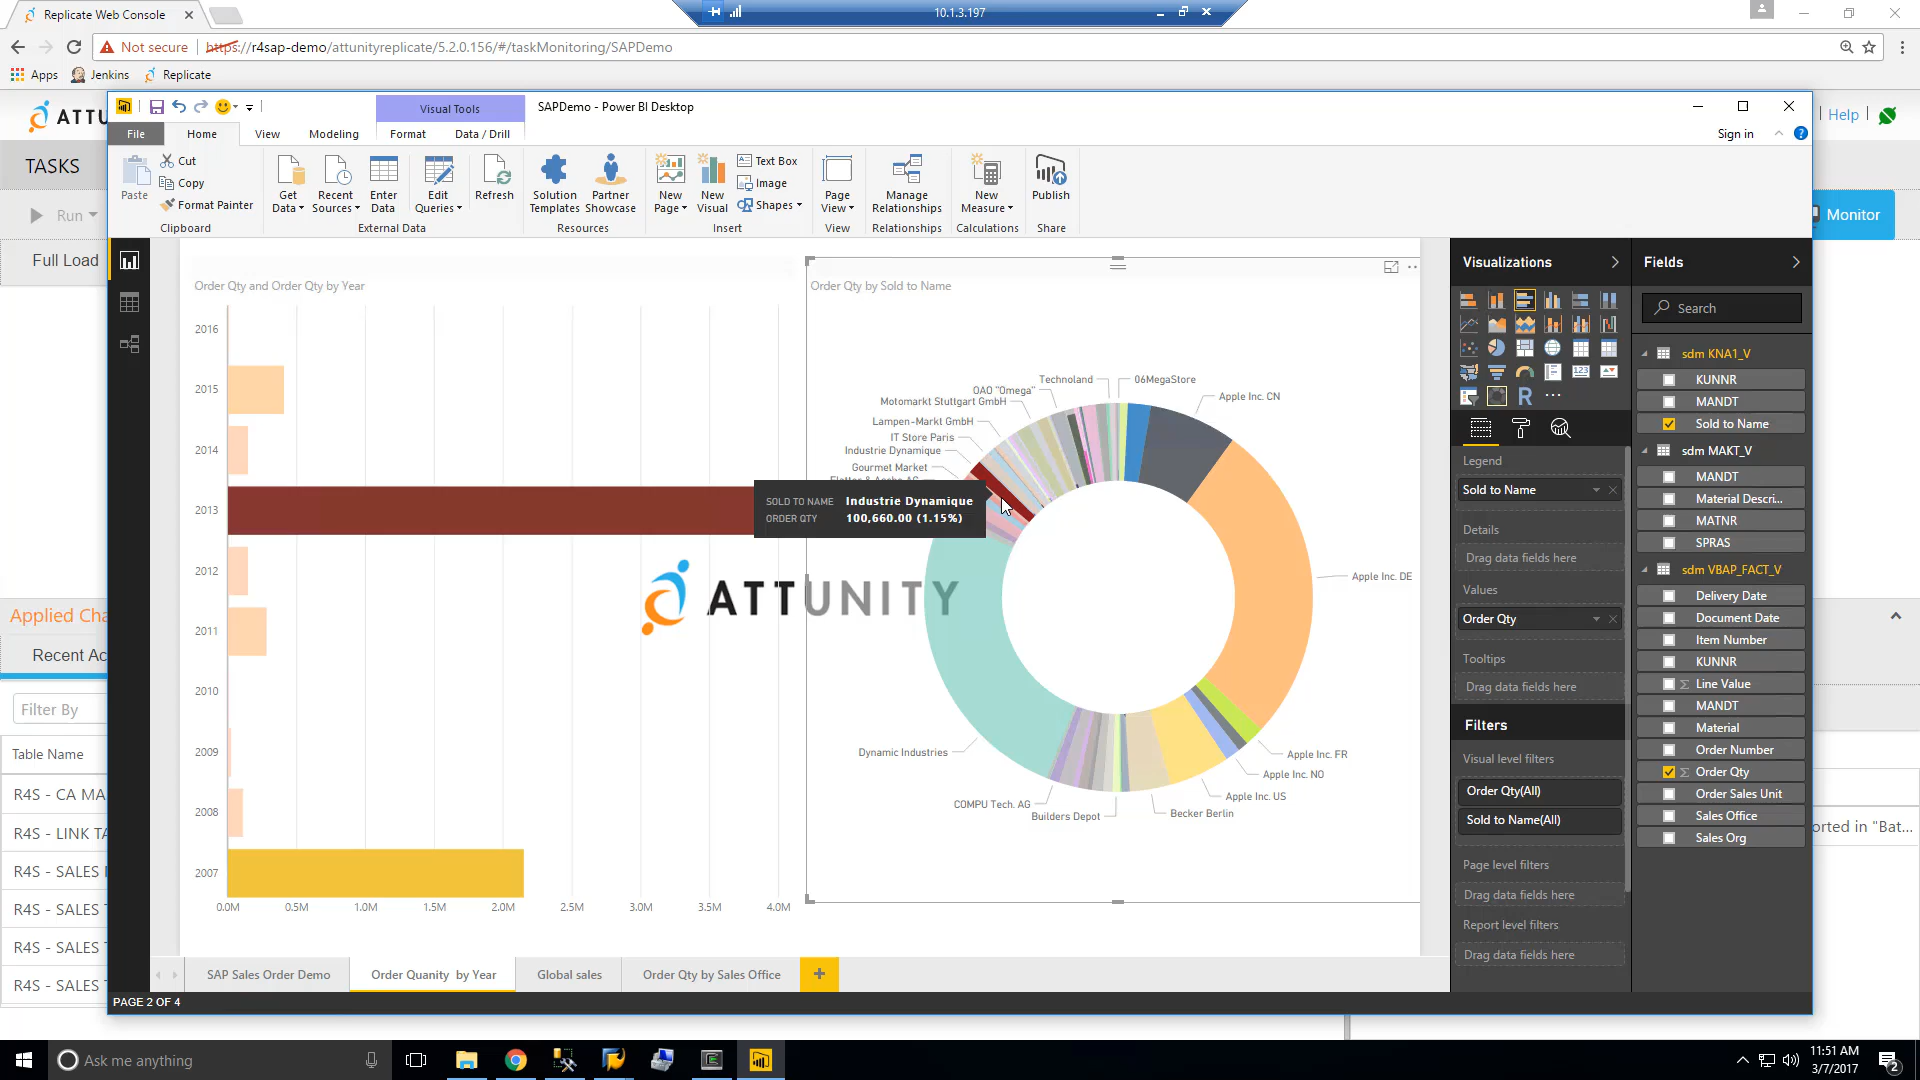 Replicate Web Console
10.1.3.197
Not secure
https://r4sap-demo/attunityreplicate/5.2.0.156/#/taskMonitoring/SAPDemo
Apps
Jenkins
Replicate
ATTU
Help
TASKS
Run
Full Load
Monitor
Visual Tools
SAPDemo - Power BI Desktop
File
Home
View
Modeling
Format
Data / Drill
Sign in
Paste
Cut
Copy
Format Painter
Clipboard
Get Data
Recent Sources
Enter Data
Edit Queries
Refresh
External Data
Solution Templates
Partner Showcase
Resources
New Page
New Visual
Text Box
Image
Shapes
Insert
Page View
View
Manage Relationships
Relationships
New Measure
Calculations
Publish
Share
Order Qty and Order Qty by Year
2016
2015
2014
2013
2012
2011
2010
2009
2008
2007
0.0M
0.5M
1.0M
1.5M
2.0M
2.5M
3.0M
3.5M
4.0M
Order Qty by Sold to Name
Technoland
06MegaStore
OAO "Omega"
Apple Inc. CN
Motomarkt Stuttgart GmbH
Lampen-Markt GmbH
IT Store Paris
Industrie Dynamique
Gourmet Market
SOLD TO NAME Industrie Dynamique
ORDER QTY 100,660.00 (1.15%)
Apple Inc. DE
ATTUNITY
Dynamic Industries
Apple Inc. FR
Apple Inc. NO
Apple Inc. US
COMPU Tech. AG
Builders Depot
Becker Berlin
Visualizations
R
123
Legend
Sold to Name
Details
Drag data fields here
Values
Order Qty
Tooltips
Drag data fields here
Filters
Visual level filters
Order Qty(All)
Sold to Name(All)
Page level filters
Drag data fields here
Report level filters
Drag data fields here
Fields
Search
sdm KNA1_V
KUNNR
MANDT
Sold to Name
sdm MAKT_V
MANDT
Material Descri...
MATNR
SPRAS
sdm VBAP_FACT_V
Delivery Date
Document Date
Item Number
KUNNR
Line Value
MANDT
Material
Order Number
Order Qty
Order Sales Unit
Sales Office
Sales Org
Applied Cha
Recent Ac
Filter By
Table Name
R4S - CA MA
R4S - LINK TA
R4S - SALES I
R4S - SALES T
R4S - SALES T
R4S - SALES T
orted in "Bat...
SAP Sales Order Demo
Order Quanity by Year
Global sales
Order Qty by Sales Office
PAGE 2 OF 4
Ask me anything
11:51 AM
3/7/2017
2